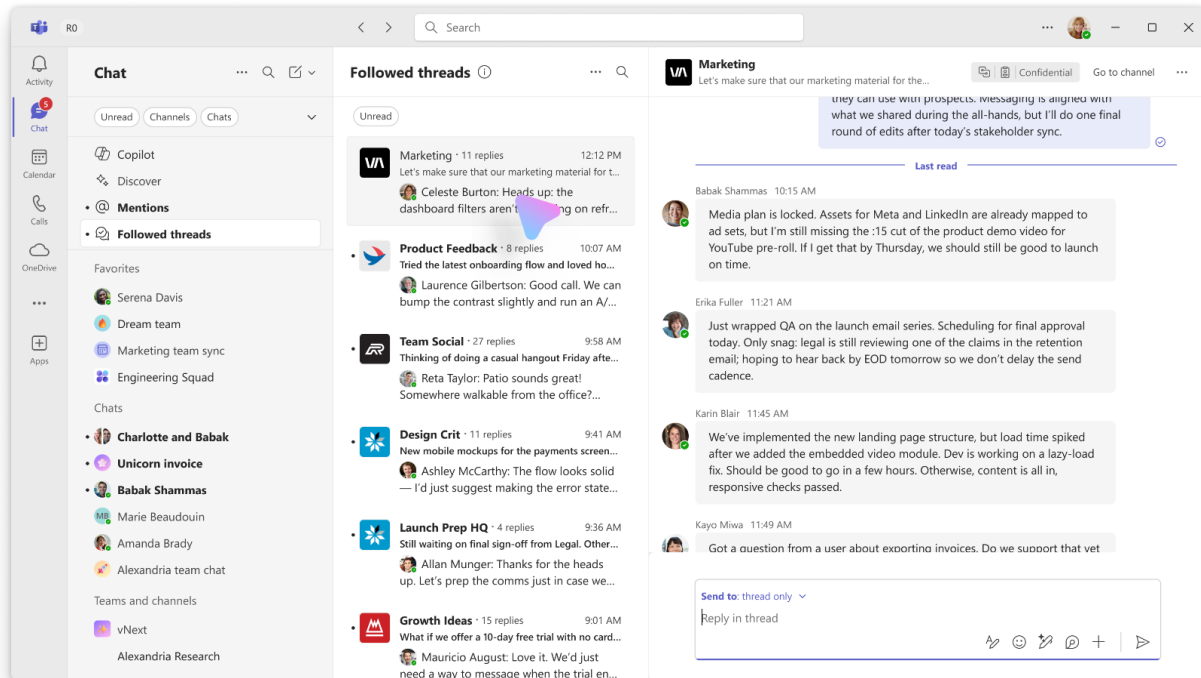 R0
Search
Activity
5
Chat
Calendar
Calls
OneDrive
Apps
Chat
Unread
Channels
Chats
Copilot
Discover
Mentions
Followed threads
Favorites
Serena Davis
Dream team
Marketing team sync
Engineering Squad
Chats
Charlotte and Babak
Unicorn invoice
Babak Shammas
MB
Marie Beaudouin
Amanda Brady
Alexandria team chat
Teams and channels
vNext
Alexandria Research
Followed threads
Unread
Marketing · 11 replies 12:12 PM
Let's make sure that our marketing material for t...
Celeste Burton: Heads up: the
dashboard filters aren't on refr...
Product Feedback · 8 replies 10:07 AM
Tried the latest onboarding flow and loved ho...
Laurence Gilbertson: Good call. We can
bump the contrast slightly and run an A/...
Team Social · 27 replies 9:58 AM
Thinking of doing a casual hangout Friday afte...
Reta Taylor: Patio sounds great!
Somewhere walkable from the office?...
Design Crit · 11 replies 9:41 AM
New mobile mockups for the payments screen...
Ashley McCarthy: The flow looks solid
— I'd just suggest making the error state...
Launch Prep HQ · 4 replies 9:36 AM
Still waiting on final sign-off from Legal. Other...
Allan Munger: Thanks for the heads
up. Let's prep the comms just in case we...
Growth Ideas · 15 replies 9:01 AM
What if we offer a 10-day free trial with no card...
Mauricio August: Love it. We'd just
need a way to message when the trial en...
Marketing
Let's make sure that our marketing material for the...
Confidential
Go to channel
they can use with prospects. Messaging is aligned with
what we shared during the all-hands, but I'll do one final
round of edits after today's stakeholder sync.
Last read
Babak Shammas 10:15 AM
Media plan is locked. Assets for Meta and LinkedIn are already mapped to
ad sets, but I'm still missing the :15 cut of the product demo video for
YouTube pre-roll. If I get that by Thursday, we should still be good to launch
on time.
Erika Fuller 11:21 AM
Just wrapped QA on the launch email series. Scheduling for final approval
today. Only snag: legal is still reviewing one of the claims in the retention
email; hoping to hear back by EOD tomorrow so we don't delay the send
cadence.
Karin Blair 11:45 AM
We've implemented the new landing page structure, but load time spiked
after we added the embedded video module. Dev is working on a lazy-load
fix. Should be good to go in a few hours. Otherwise, content is all in,
responsive checks passed.
Kayo Miwa 11:49 AM
Got a question from a user about exporting invoices. Do we support that yet
Send to: thread only
Reply in thread